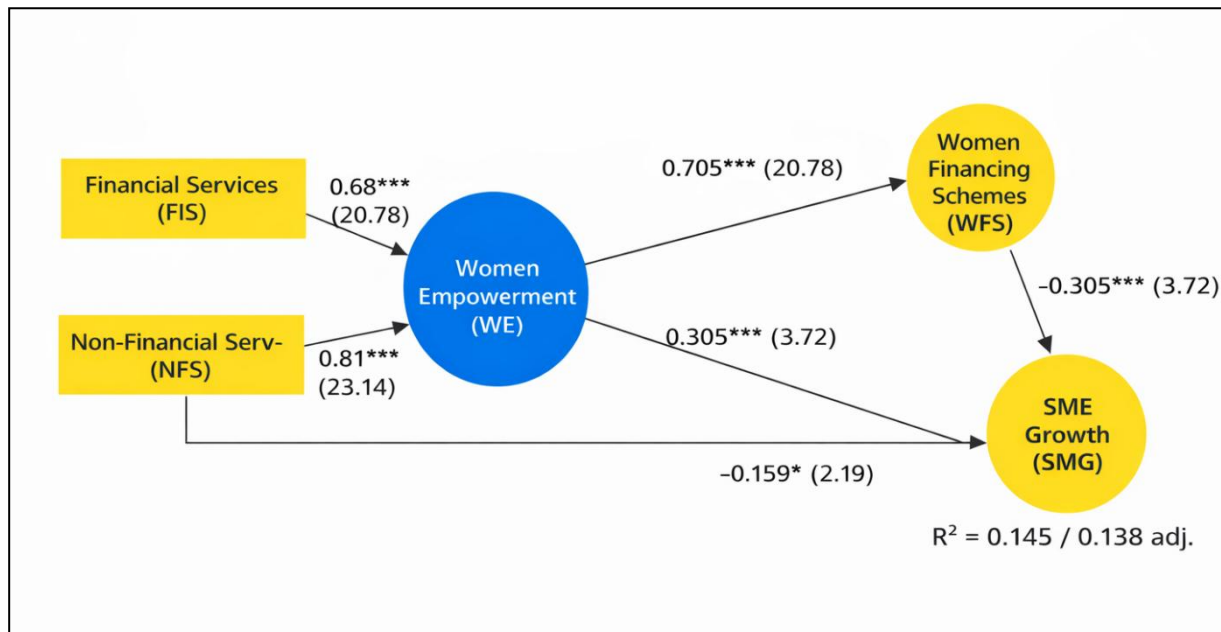 Financial Services
(FIS)
0.68***
(20.78)
Non-Financial Serv-
(NFS)
0.81***
(23.14)
Women
Empowerment
(WE)
0.705*** (20.78)
Women
Financing
Schemes
(WFS)
–0.305*** (3.72)
0.305*** (3.72)
SME
Growth
(SMG)
–0.159* (2.19)
R² = 0.145 / 0.138 adj.